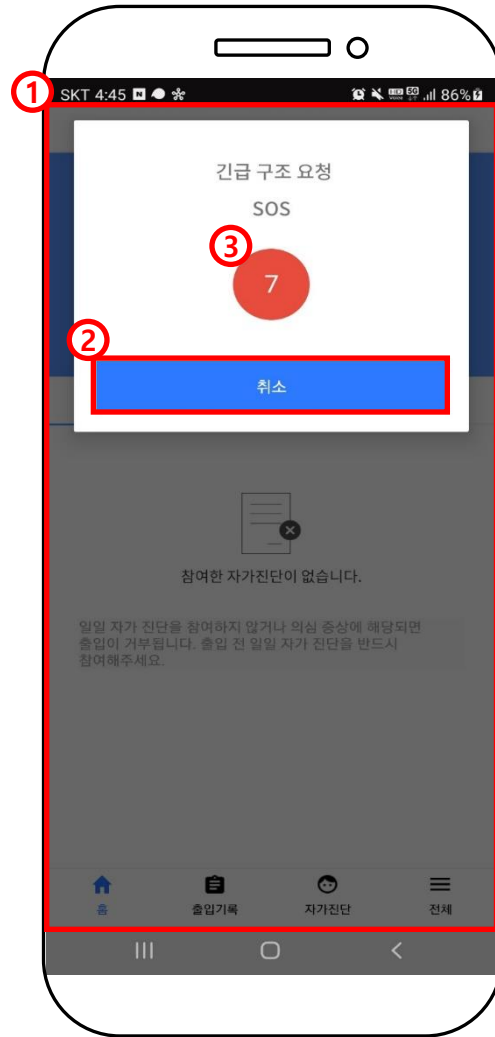 1
SKT 4:45 86%
긴급 구조 요청
SOS
3
7
2
취소
참여한 자가진단이 없습니다.
일일 자가 진단을 참여하지 않거나 의심 증상에 해당되면
출입이 거부됩니다. 출입 전 일일 자가 진단을 반드시
참여해주세요.
홈 출입기록 자가진단 전체